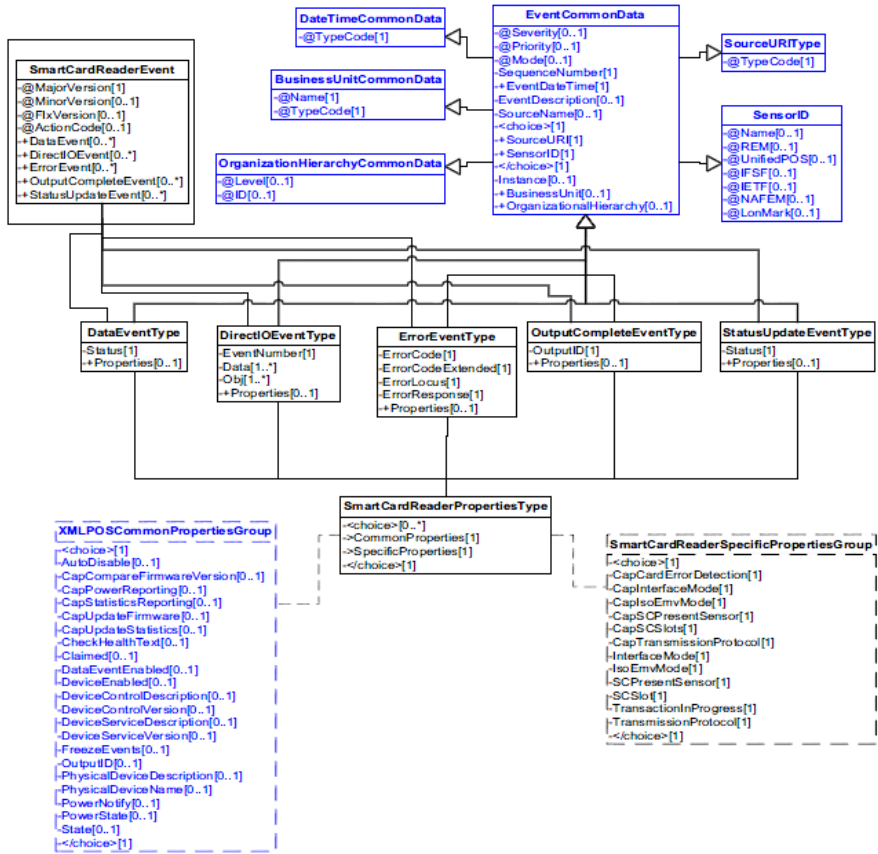 DateTimeCommonData
-@TypeCode[1]
EventCommonData
-@Severity[0..1]
-@Priority[0..1]
-@Mode[0..1]
-SequenceNumber[1]
-+EventDateTime[1]
-EventDescription[0..1]
-SourceName[0..1]
-<choice>[1]
-+SourceURI[1]
-+SensorID[1]
-</choice>[1]
-Instance[0..1]
-+BusinessUnit[0..1]
-+OrganizationalHierarchy[0..1]
SourceURIType
-@TypeCode[1]
SmartCardReaderEvent
-@MajorVersion[1]
-@MinorVersion[0..1]
-@FixVersion[0..1]
-@ActionCode[0..1]
-+DataEvent[0..*]
-+DirectIOEvent[0..*]
-+ErrorEvent[0..*]
-+OutputCompleteEvent[0..*]
-+StatusUpdateEvent[0..*]
BusinessUnitCommonData
-@Name[1]
-@TypeCode[1]
SensorID
-@Name[0..1]
-@REM[0..1]
-@UnifiedPOS[0..1]
-@IFSF[0..1]
-@IETF[0..1]
-@NAFEM[0..1]
-@LonMark[0..1]
OrganizationHierarchyCommonData
-@Level[0..1]
-@ID[0..1]
DataEventType
-Status[1]
-+Properties[0..1]
DirectIOEventType
-EventNumber[1]
-Data[1..*]
-Obj[1..*]
-+Properties[0..1]
ErrorEventType
-ErrorCode[1]
-ErrorCodeExtended[1]
-ErrorLocus[1]
-ErrorResponse[1]
-+Properties[0..1]
OutputCompleteEventType
-OutputID[1]
-+Properties[0..1]
StatusUpdateEventType
-Status[1]
-+Properties[0..1]
SmartCardReaderPropertiesType
-<choice>[0..*]
->CommonProperties[1]
->SpecificProperties[1]
-</choice>[1]
XMLPOSCommonPropertiesGroup
-<choice>[1]
-AutoDisable[0..1]
-CapCompareFirmwareVersion[0..1]
-CapPowerReporting[0..1]
-CapStatisticsReporting[0..1]
-CapUpdateFirmware[0..1]
-CapUpdateStatistics[0..1]
-CheckHealthText[0..1]
-Claimed[0..1]
-DataEventEnabled[0..1]
-DeviceEnabled[0..1]
-DeviceControlDescription[0..1]
-DeviceControlVersion[0..1]
-DeviceServiceDescription[0..1]
-DeviceServiceVersion[0..1]
-FreezeEvents[0..1]
-OutputID[0..1]
-PhysicalDeviceDescription[0..1]
-PhysicalDeviceName[0..1]
-PowerNotify[0..1]
-PowerState[0..1]
-State[0..1]
-</choice>[1]
SmartCardReaderSpecificPropertiesGroup
-<choice>[1]
-CapCardErrorDetection[1]
-CapInterfaceMode[1]
-CapIsoEmvMode[1]
-CapSCPresentSensor[1]
-CapSCSlots[1]
-CapTransmissionProtocol[1]
-InterfaceMode[1]
-IsoEmvMode[1]
-SCPresentSensor[1]
-SCSlot[1]
-TransactionInProgress[1]
-TransmissionProtocol[1]
-</choice>[1]